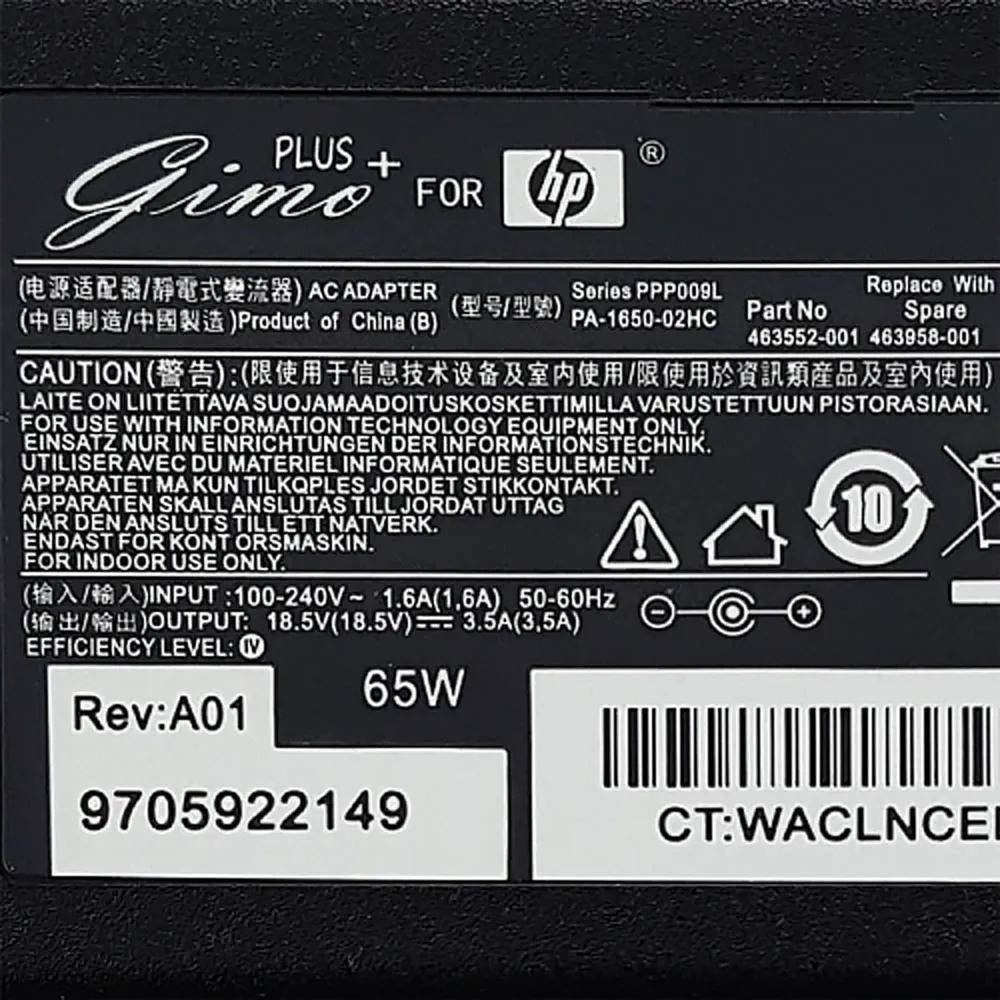 Gimo PLUS + FOR hp ®
(电源适配器/靜電式變流器) AC ADAPTER
(中国制造/中國製造)Product of China (B)
(型号/型號)
Series PPP009L
PA-1650-02HC
Part No
463552-001
Replace With
Spare
463958-001
CAUTION(警告):(限使用于信息技术设备及室内使用/限使用於資訊類産品及室内使用)
LAITE ON LIITETTAVA SUOJAMAADOITUSKOSKETTIMILLA VARUSTETTUUN PISTORASIAAN.
FOR USE WITH INFORMATION TECHNOLOGY EQUIPMENT ONLY.
EINSATZ NUR IN EINRICHTUNGEN DER INFORMATIONSTECHNIK.
UTILISER AVEC DU MATERIEL INFORMATIQUE SEULEMENT.
APPARATET MA KUN TILKQPLES JORDET STIKKONTAKT.
APPARATEN SKALL ANSLUTAS TILL JORDAT UTTAG
NAR DEN ANSLUTS TILL ETT NATVERK.
ENDAST FOR KONT ORSMASKIN.
FOR INDOOR USE ONLY.
10
(输入/輸入)INPUT :100-240V~ 1.6A(1,6A) 50-60Hz
(输出/輸出)OUTPUT: 18.5V(18.5V)⎓ 3.5A(3,5A)
EFFICIENCY LEVEL: IV
65W
Rev:A01
9705922149
CT:WACLNCE